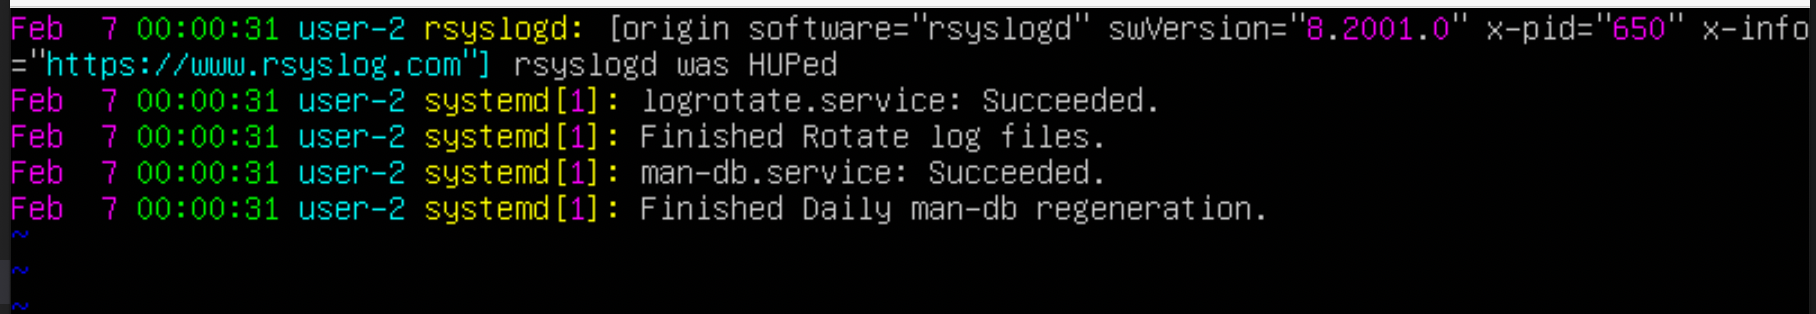 Feb  7 00:00:31 user-2 rsyslogd: [origin software="rsyslogd" swVersion="8.2001.0" x-pid="650" x-info
="https://www.rsyslog.com"] rsyslogd was HUPed
Feb  7 00:00:31 user-2 systemd[1]: logrotate.service: Succeeded.
Feb  7 00:00:31 user-2 systemd[1]: Finished Rotate log files.
Feb  7 00:00:31 user-2 systemd[1]: man-db.service: Succeeded.
Feb  7 00:00:31 user-2 systemd[1]: Finished Daily man-db regeneration.
~
~
~